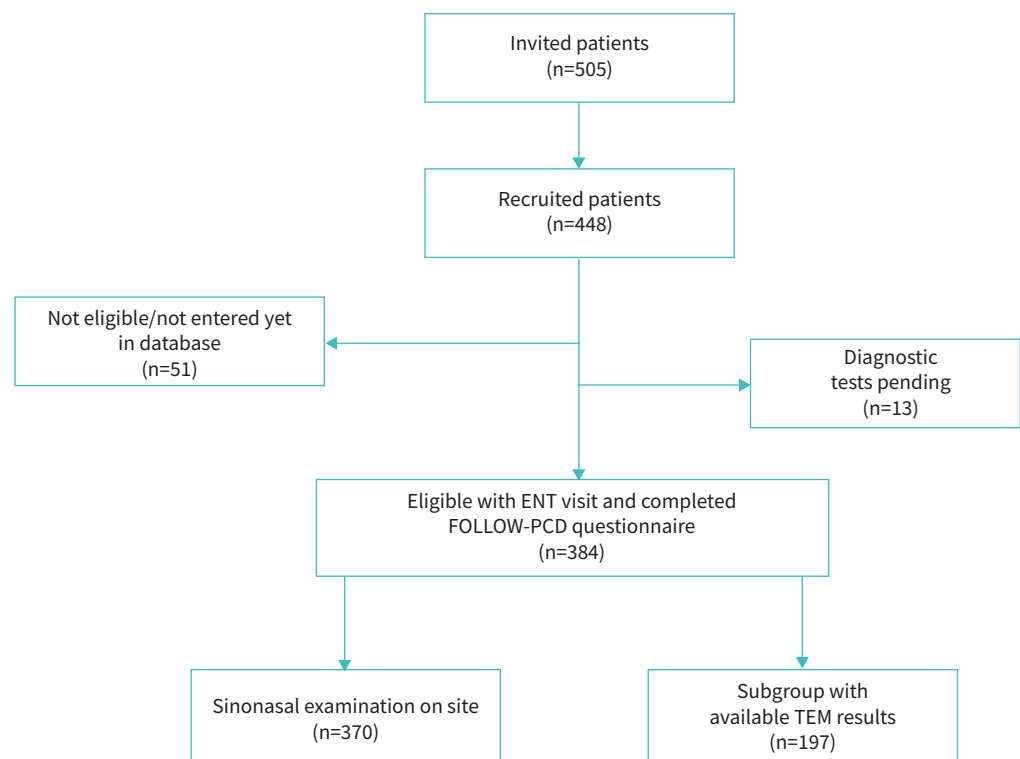 Invited patients
(n=505)
Recruited patients
(n=448)
Not eligible/not entered yet
in database
(n=51)
Diagnostic
tests pending
(n=13)
Eligible with ENT visit and completed
FOLLOW-PCD questionnaire
(n=384)
Sinonasal examination on site
(n=370)
Subgroup with
available TEM results
(n=197)